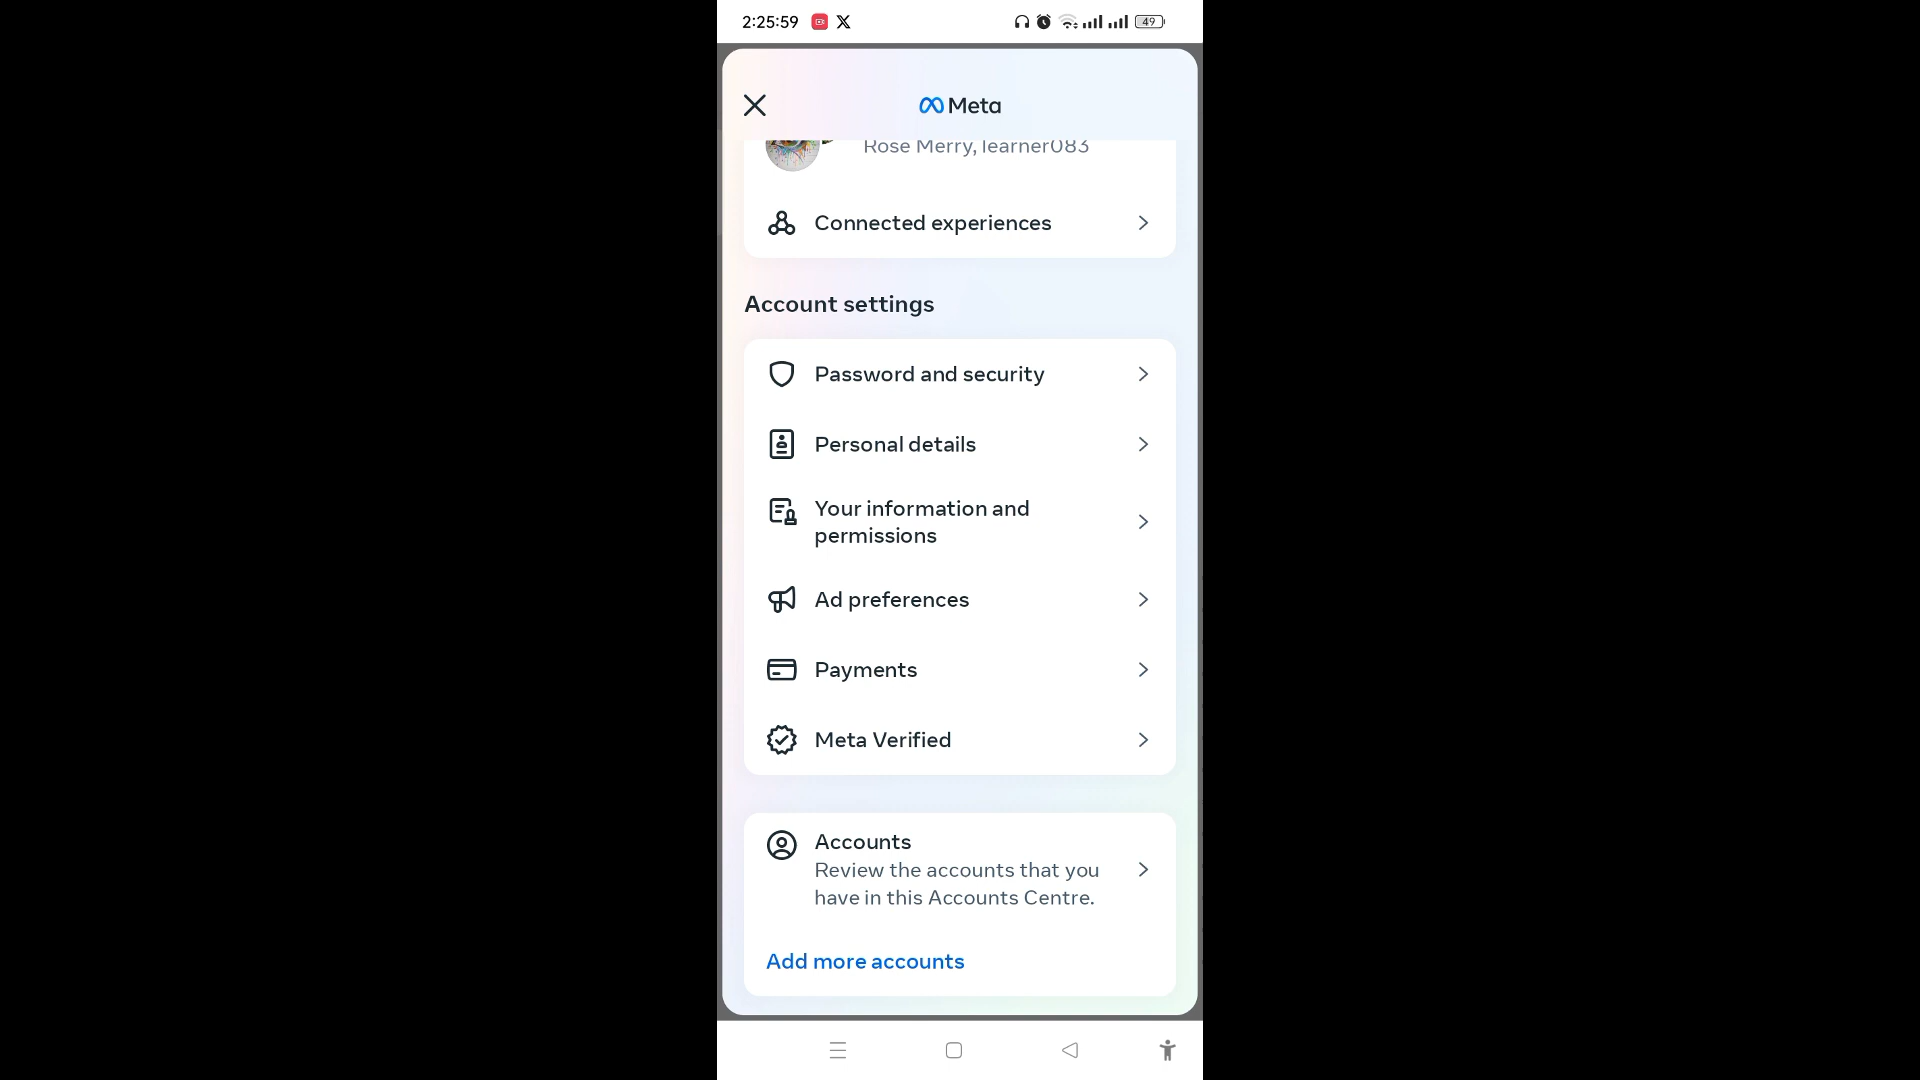 2:25:59
49
Meta
Rose Merry, learner083
Connected experiences
Account settings
Password and security
Personal details
Your information and
permissions
Ad preferences
Payments
Meta Verified
Accounts
Review the accounts that you
have in this Accounts Centre.
Add more accounts